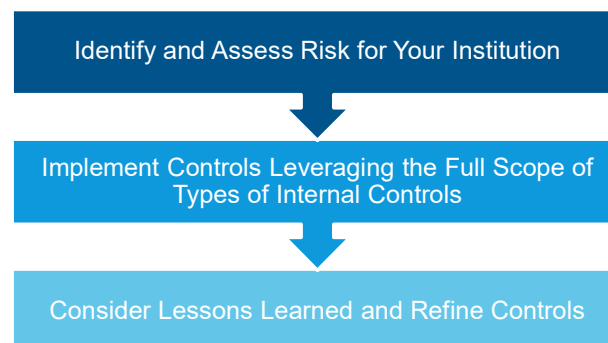 Identify and Assess Risk for Your Institution
Implement Controls Leveraging the Full Scope of
Types of Internal Controls
Consider Lessons Learned and Refine Controls